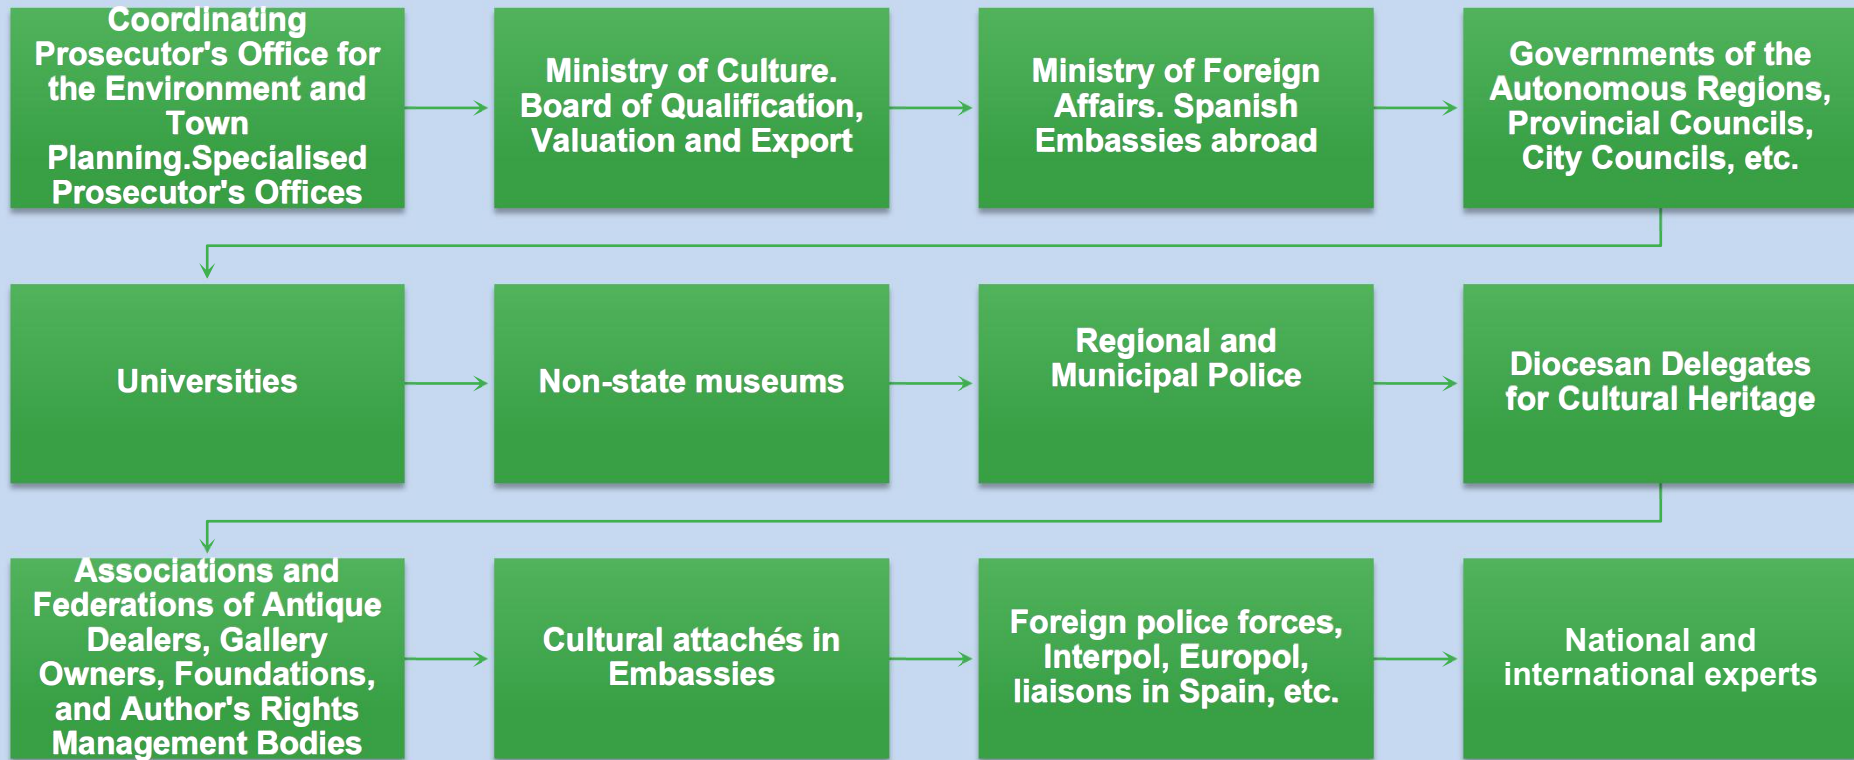 Coordinating
Prosecutor's Office for
the Environment and
Town
Planning.Specialised
Prosecutor's Offices
Ministry of Culture.
Board of Qualification,
Valuation and Export
Ministry of Foreign
Affairs. Spanish
Embassies abroad
Governments of the
Autonomous Regions,
Provincial Councils,
City Councils, etc.
Universities
Non-state museums
Regional and
Municipal Police
Diocesan Delegates
for Cultural Heritage
Associations and
Federations of Antique
Dealers, Gallery
Owners, Foundations,
and Author's Rights
Management Bodies
Cultural attachés in
Embassies
Foreign police forces,
Interpol, Europol,
liaisons in Spain, etc.
National and
international experts